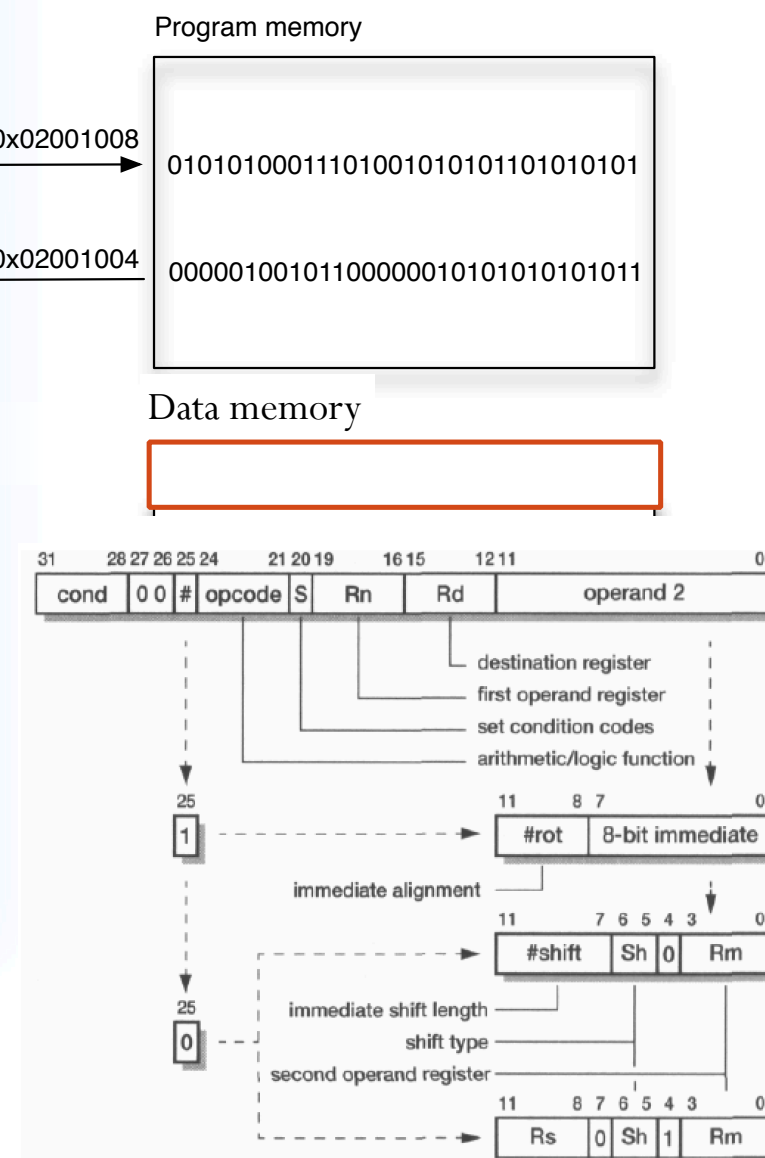 Program memory
0x02001008
01010100011101001010101101010101
0x02001004
00000100101100000010101010101011
Data memory
31 28 27 26 25 24 21 20 19 16 15 12 11 0
cond 0 0 # opcode S Rn Rd operand 2
destination register
first operand register
set condition codes
arithmetic/logic function
25 11 8 7 0
1 #rot 8-bit immediate
immediate alignment
11 7 6 5 4 3 0
#shift Sh 0 Rm
25
0
immediate shift length
shift type
second operand register
11 8 7 6 5 4 3 0
Rs 0 Sh 1 Rm